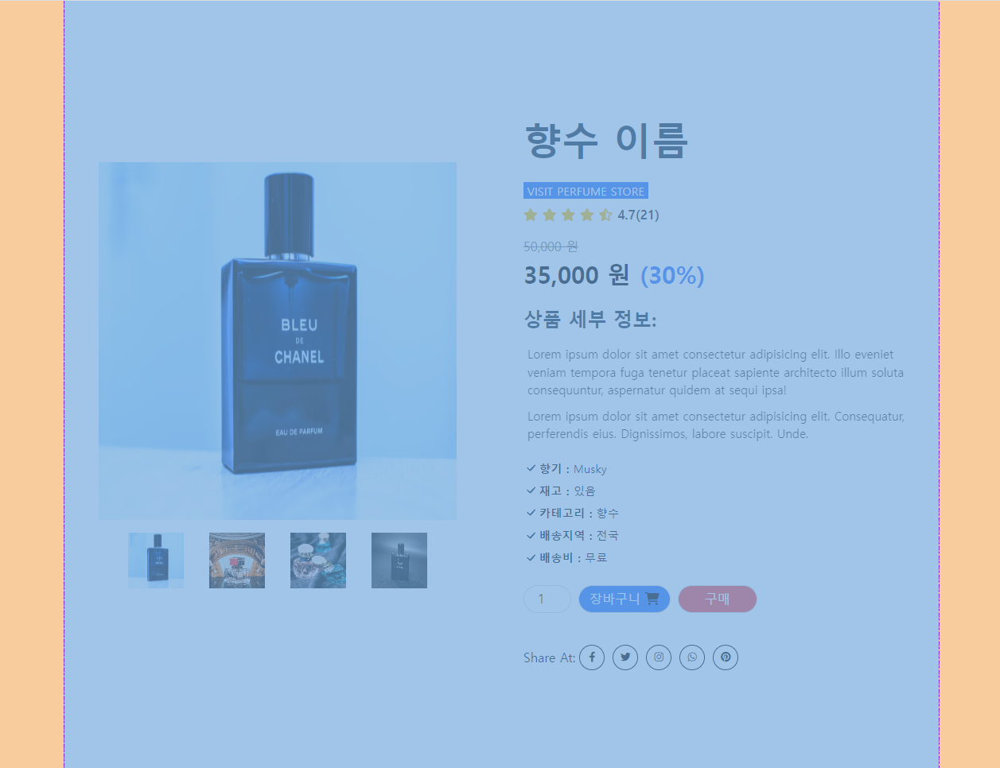 향수 이름
VISIT PERFUME STORE
4.7(21)
50,000 원
35,000 원 (30%)
상품 세부 정보:
Lorem ipsum dolor sit amet consectetur adipisicing elit. Illo eveniet
veniam tempora fuga tenetur placeat sapiente architecto illum soluta
consequuntur, aspernatur quidem at sequi ipsa!
Lorem ipsum dolor sit amet consectetur adipisicing elit. Consequatur,
perferendis eius. Dignissimos, labore suscipit. Unde.
향기 : Musky
재고 : 있음
카테고리 : 향수
배송지역 : 전국
배송비 : 무료
1 장바구니 구매
Share At:
BLEU
DE
CHANEL
EAU DE PARFUM